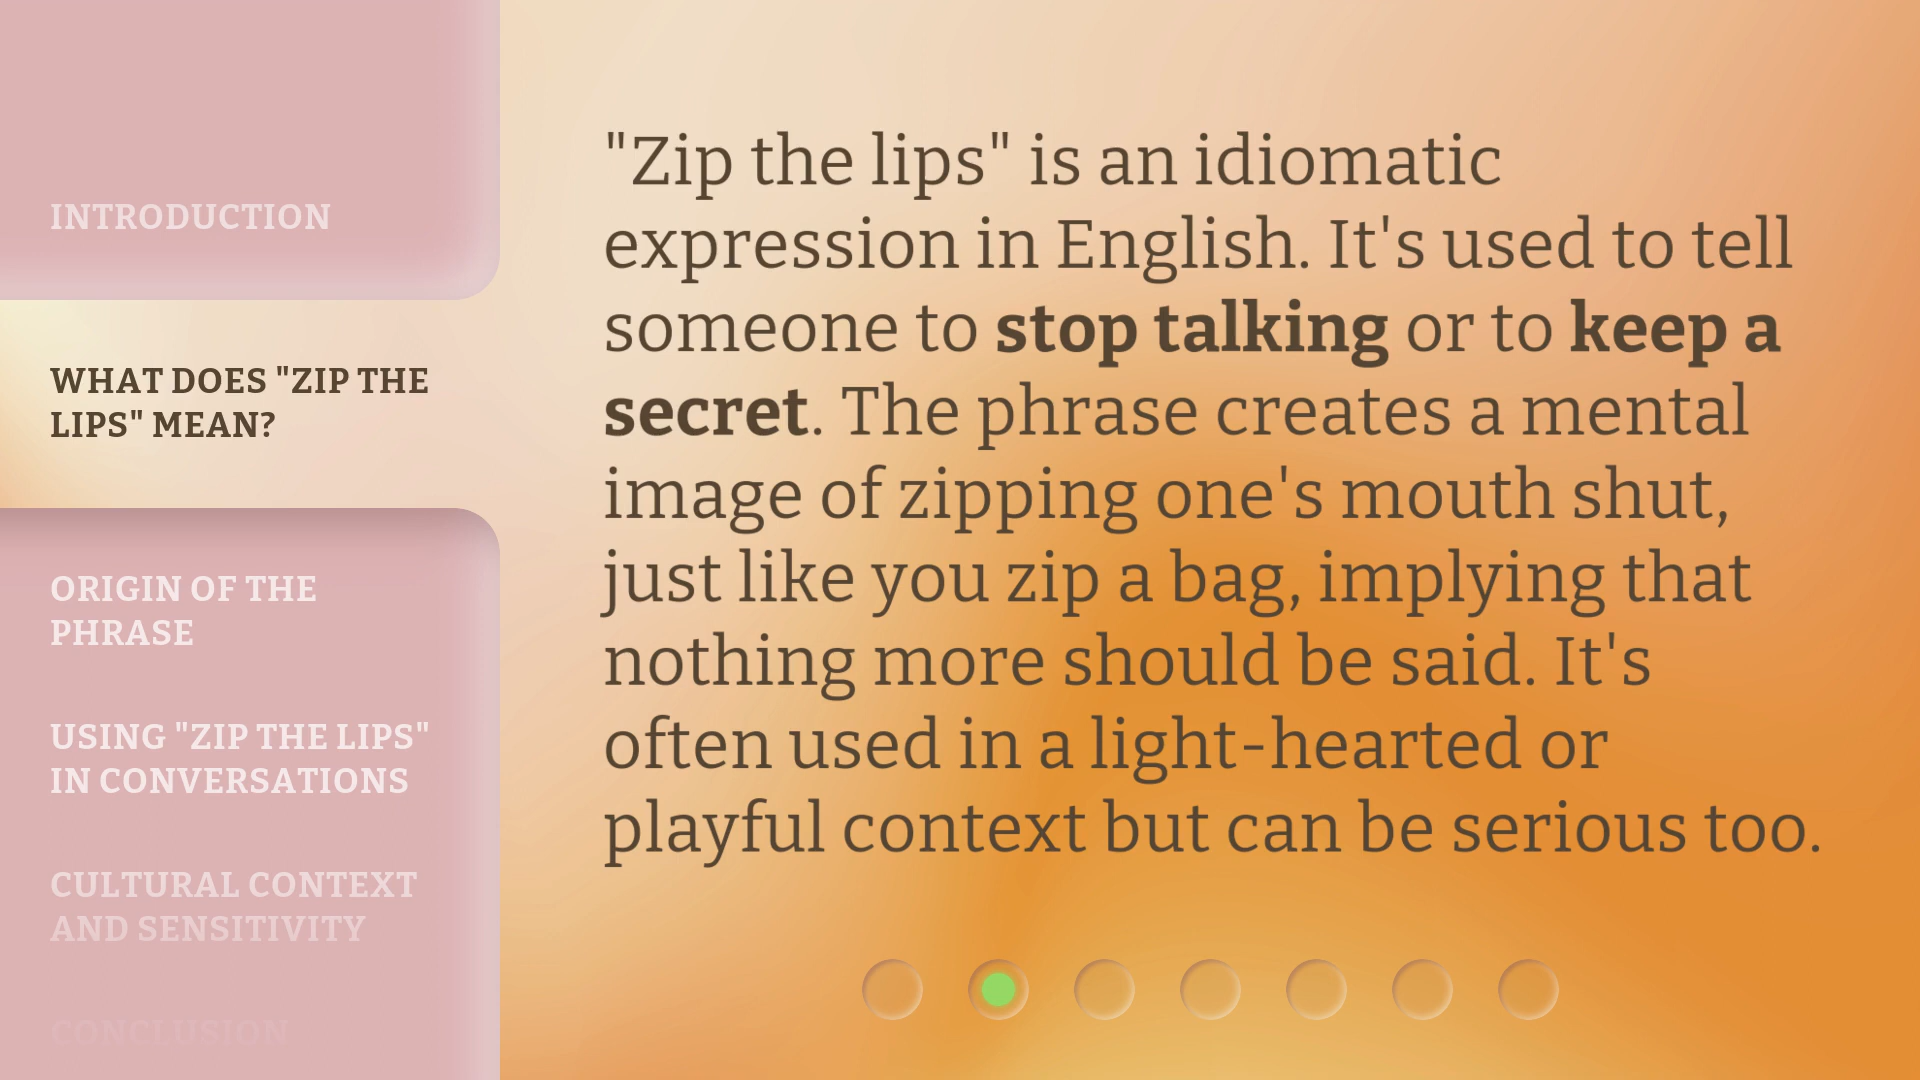 INTRODUCTION
WHAT DOES "ZIP THE
LIPS" MEAN?
ORIGIN OF THE
PHRASE
USING "ZIP THE LIPS"
IN CONVERSATIONS
CULTURAL CONTEXT
AND SENSITIVITY
CONCLUSION
"Zip the lips" is an idiomatic
expression in English. It's used to tell
someone to stop talking or to keep a
secret. The phrase creates a mental
image of zipping one's mouth shut,
just like you zip a bag, implying that
nothing more should be said. It's
often used in a light-hearted or
playful context but can be serious too.